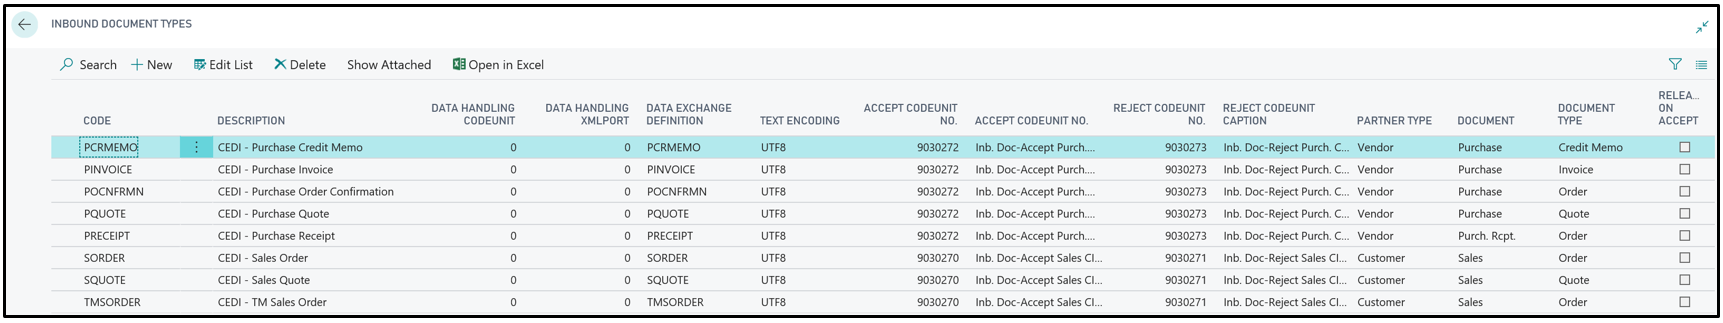 INBOUND DOCUMENT TYPES
Search New Edit List Delete Show Attached Open in Excel
CODE DESCRIPTION DATA HANDLING CODEUNIT DATA HANDLING XMLPORT DATA EXCHANGE DEFINITION TEXT ENCODING ACCEPT CODEUNIT NO. ACCEPT CODEUNIT NO. REJECT CODEUNIT NO. REJECT CODEUNIT CAPTION PARTNER TYPE DOCUMENT DOCUMENT TYPE RELEA... ON ACCEPT
PCRMEMO CEDI - Purchase Credit Memo 0 0 PCRMEMO UTF8 9030272 Inb. Doc-Accept Purch.... 9030273 Inb. Doc-Reject Purch. C... Vendor Purchase Credit Memo
PINVOICE CEDI - Purchase Invoice 0 0 PINVOICE UTF8 9030272 Inb. Doc-Accept Purch.... 9030273 Inb. Doc-Reject Purch. C... Vendor Purchase Invoice
POCNFRMN CEDI - Purchase Order Confirmation 0 0 POCNFRMN UTF8 9030272 Inb. Doc-Accept Purch.... 9030273 Inb. Doc-Reject Purch. C... Vendor Purchase Order
PQUOTE CEDI - Purchase Quote 0 0 PQUOTE UTF8 9030272 Inb. Doc-Accept Purch.... 9030273 Inb. Doc-Reject Purch. C... Vendor Purchase Quote
PRECEIPT CEDI - Purchase Receipt 0 0 PRECEIPT UTF8 9030272 Inb. Doc-Accept Purch.... 9030273 Inb. Doc-Reject Purch. C... Vendor Purch. Rcpt. Order
SORDER CEDI - Sales Order 0 0 SORDER UTF8 9030270 Inb. Doc-Accept Sales Cl... 9030271 Inb. Doc-Reject Sales Cl... Customer Sales Order
SQUOTE CEDI - Sales Quote 0 0 SQUOTE UTF8 9030270 Inb. Doc-Accept Sales Cl... 9030271 Inb. Doc-Reject Sales Cl... Customer Sales Quote
TMSORDER CEDI - TM Sales Order 0 0 TMSORDER UTF8 9030270 Inb. Doc-Accept Sales Cl... 9030271 Inb. Doc-Reject Sales Cl... Customer Sales Order